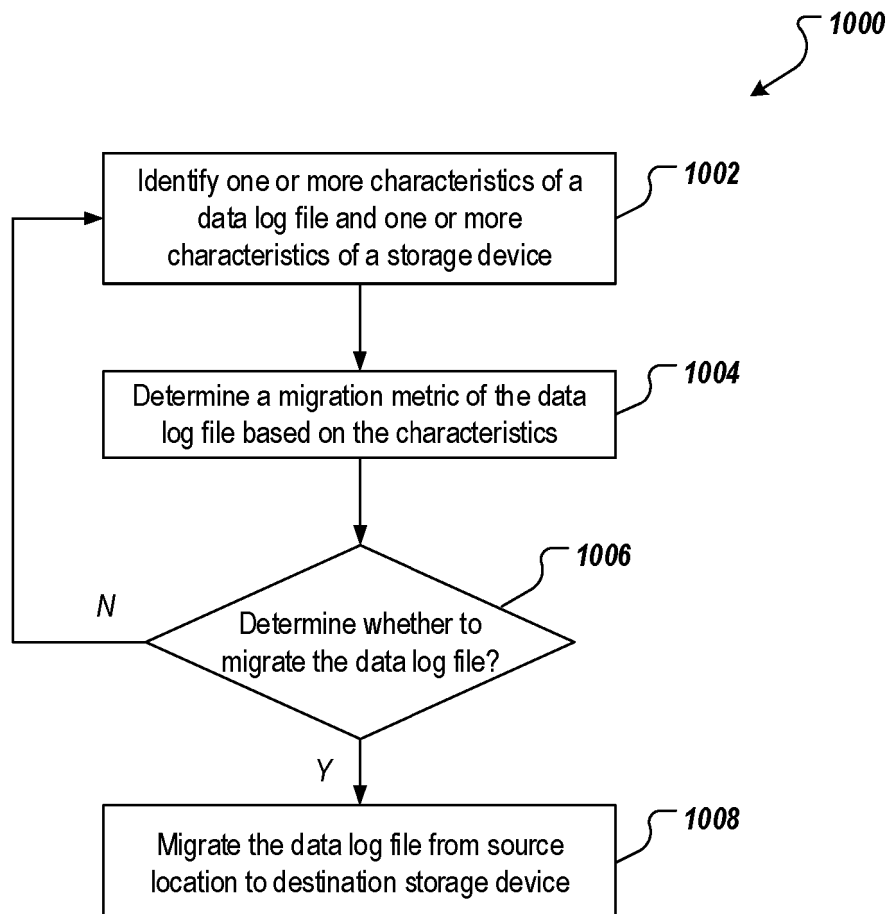 1000
Identify one or more characteristics of a
data log file and one or more
characteristics of a storage device
1002
Determine a migration metric of the data
log file based on the characteristics
1004
Determine whether to
migrate the data log file?
1006
N
Y
Migrate the data log file from source
location to destination storage device
1008